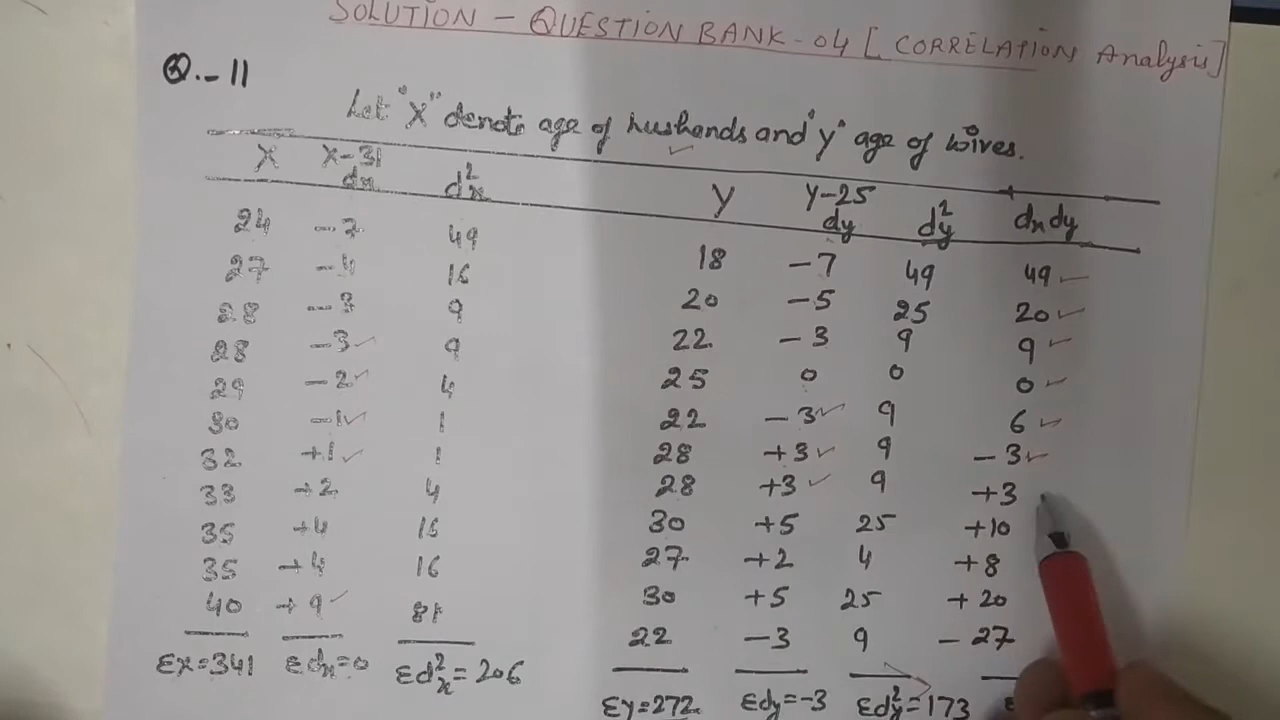 SOLUTION - QUESTION BANK - 04 [ CORRELATION Analysis ]
Q.-11
Let "X" denote age of husbands and "Y" age of wives.
X X-31 dx dx² Y Y-25 dy dy² dxdy
24 -7 49 18 -7 49 49
27 -4 16 20 -5 25 20
28 -3 9 22 -3 9 9
28 -3 9 25 0 0 0
29 -2 4 22 -3 9 6
30 -1 1 28 +3 9 -3
32 +1 1 28 +3 9 +3
33 +2 4 30 +5 25 +10
35 +4 16 27 +2 4 +8
35 +4 16 30 +5 25 +20
40 +9 81 22 -3 9 -27
Σx=341 Σdx=0 Σdx²=206 Σy=272 Σdy=-3 Σdy²=173